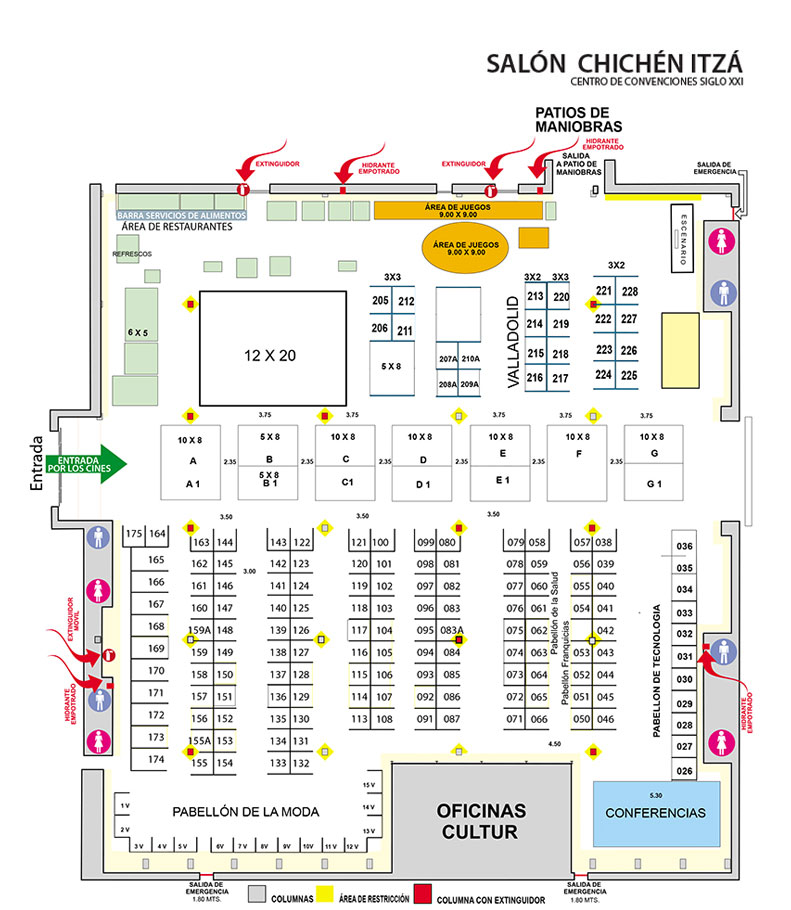 SALÓN CHICHÉN ITZÁ
CENTRO DE CONVENCIONES SIGLO XXI
PATIOS DE
MANIOBRAS
EXTINGUIDOR
HIDRANTE
EMPOTRADO
EXTINGUIDOR
HIDRANTE
EMPOTRADO
SALIDA
A PATIO DE
MANIOBRAS
SALIDA DE
EMERGENCIA
BARRA SERVICIOS DE ALIMENTOS
ÁREA DE RESTAURANTES
REFRESCOS
6 X 5
ÁREA DE JUEGOS
9.00 X 9.00
ÁREA DE JUEGOS
9.00 X 9.00
ESCENARIO
12 X 20
3X3
205 212
206 211
5 X 8
207A 210A
208A 209A
VALLADOLID
3X2 3X3
213 220
214 219
215 218
216 217
3X2
221 228
222 227
223 226
224 225
Entrada
ENTRADA
POR LOS CINES
3.75 3.75 3.75 3.75 3.75
10 X 8
A
A 1
2.35
5 X 8
B
5 X 8
B 1
2.35
10 X 8
C
C1
2.35
10 X 8
D
D 1
2.35
10 X 8
E
E 1
2.35
10 X 8
F
2.35
10 X 8
G
G 1
3.50 3.50 3.50
175 164
165
166
167
168
169
170
171
172
173
174
163 144
162 145
161 146
160 147
159A 148
159 149
158 150
157 151
156 152
155A 153
155 154
3.00
143 122
142 123
141 124
140 125
139 126
138 127
137 128
136 129
135 130
134 131
133 132
121 100
120 101
119 102
118 103
117 104
116 105
115 106
114 107
113 108
099 080
098 081
097 082
096 083
095 083A
094 084
093 085
092 086
091 087
079 058
078 059
077 060
076 061
075 062
074 063
073 064
072 065
071 066
Pabellón de la Salud
Pabellón Franquicias
057 038
056 039
055 040
054 041
042
053 043
052 044
051 045
050 046
4.50
PABELLON DE TECNOLOGIA
036
035
034
033
032
031
030
029
028
027
026
EXTINGUIDOR
MOVIL
HIDRANTE
EMPOTRADO
HIDRANTE
EMPOTRADO
PABELLÓN DE LA MODA
1 V
2 V
3 V 4 V 5 V 6V 7 V 8V 9V 10 V 11 V 12 V
13 V
14 V
15 V
OFICINAS
CULTUR
5.30
CONFERENCIAS
SALIDA DE
EMERGENCIA
1.80 MTS.
SALIDA DE
EMERGENCIA
1.80 MTS.
COLUMNAS
ÁREA DE RESTRICCIÓN
COLUMNA CON EXTINGUIDOR